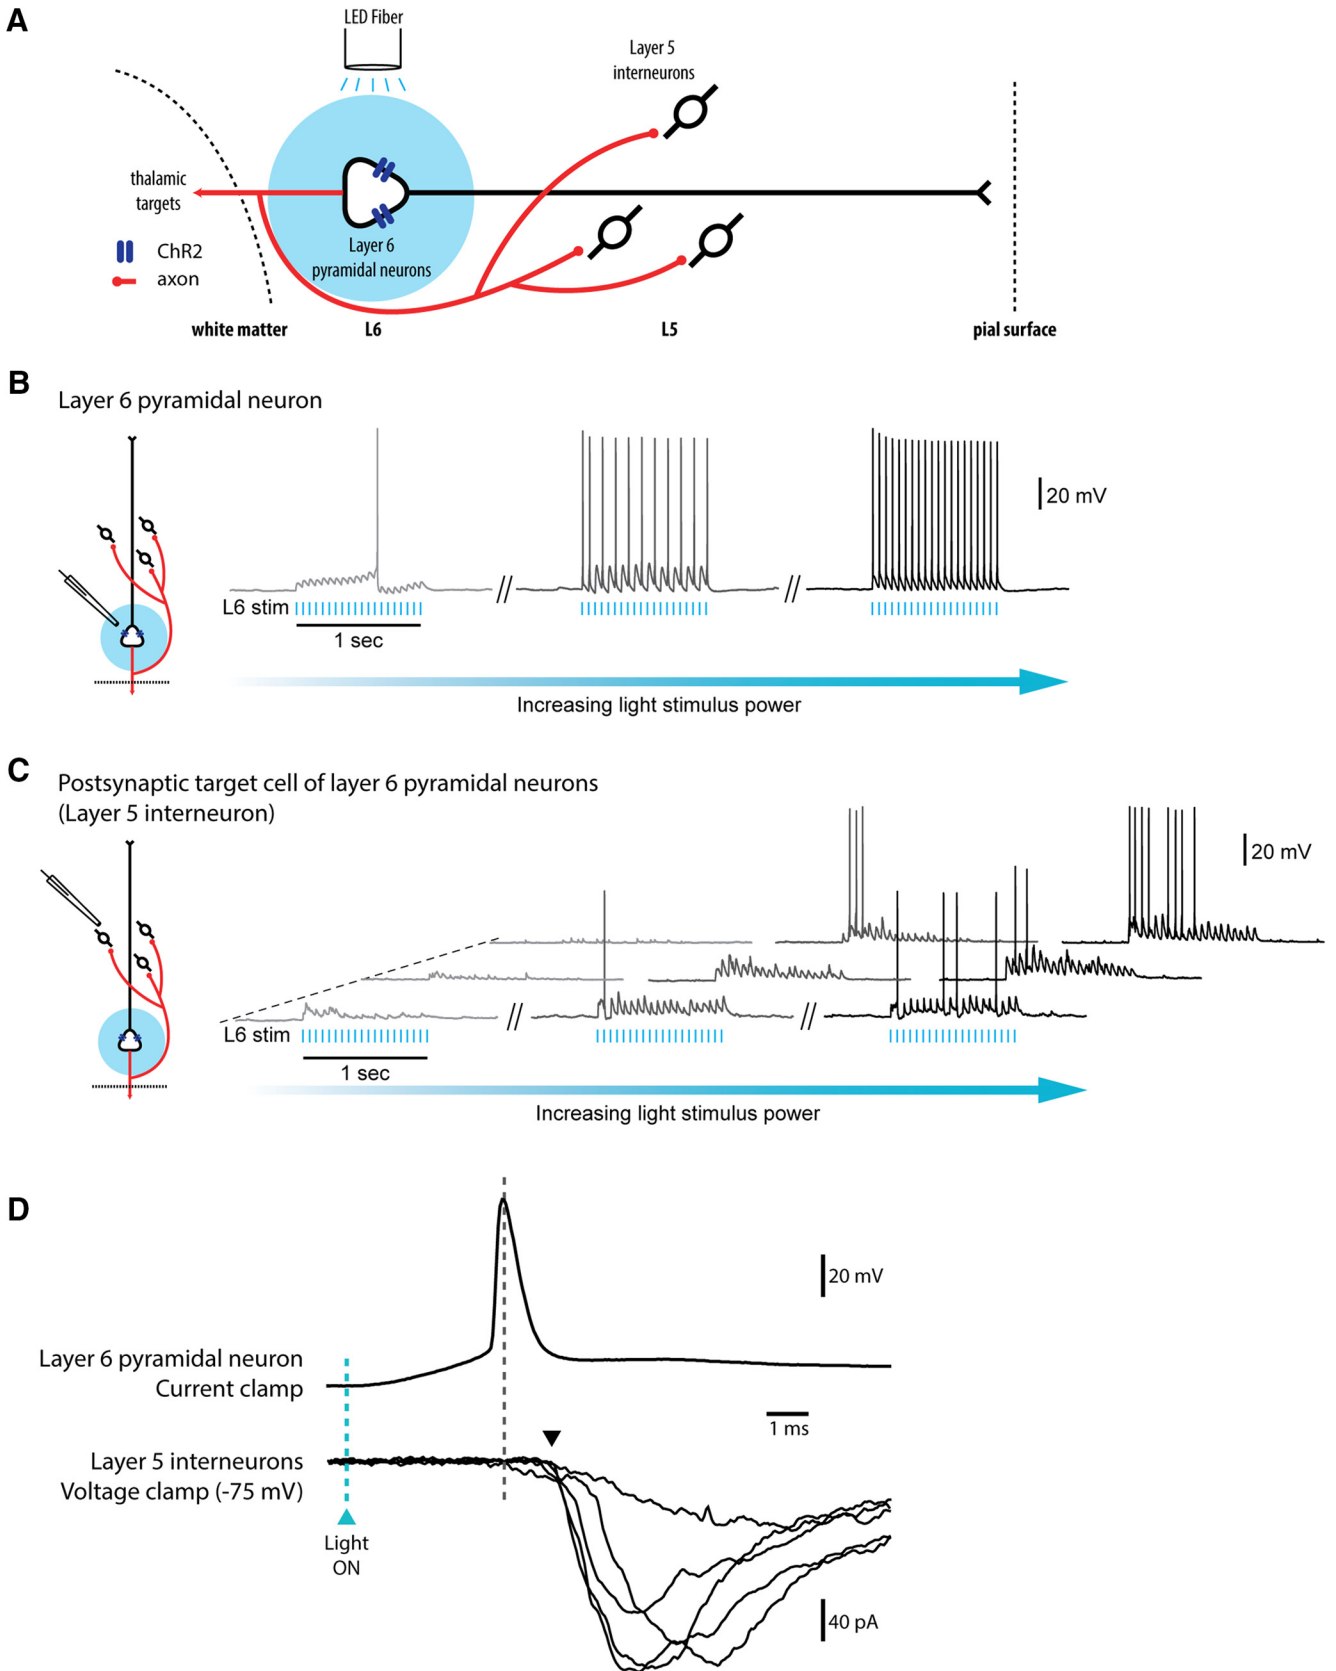 A
LED Fiber
Layer 5
interneurons
thalamic
targets
ChR2
axon
Layer 6
pyramidal neurons
white matter
L6
L5
pial surface
B
Layer 6 pyramidal neuron
20 mV
L6 stim
1 sec
Increasing light stimulus power
C
Postsynaptic target cell of layer 6 pyramidal neurons
(Layer 5 interneuron)
20 mV
L6 stim
1 sec
Increasing light stimulus power
D
20 mV
Layer 6 pyramidal neuron
Current clamp
1 ms
Layer 5 interneurons
Voltage clamp (-75 mV)
Light
ON
40 pA